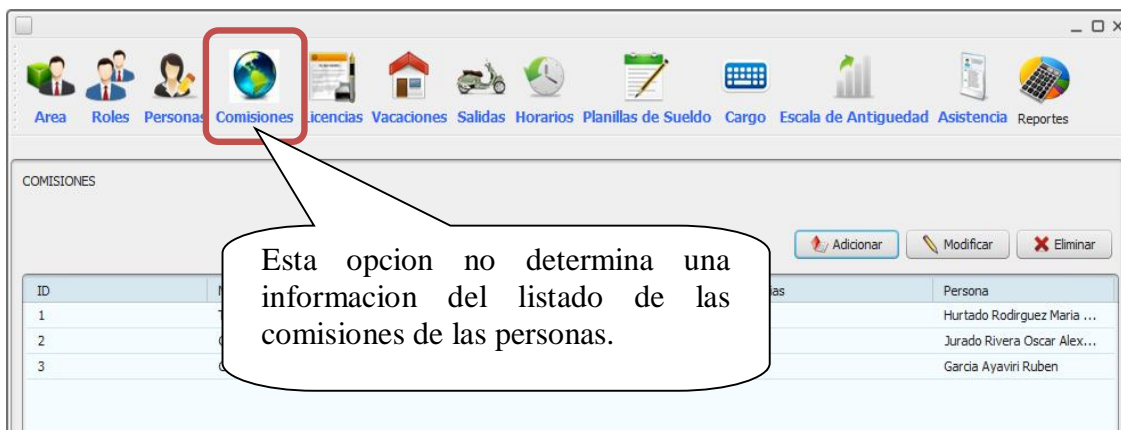 Area Roles Personas Comisiones Licencias Vacaciones Salidas Horarios Planillas de Sueldo Cargo Escala de Antiguedad Asistencia Reportes
COMISIONES
Adicionar Modificar Eliminar
Esta opcion no determina una
informacion del listado de las
comisiones de las personas.
ID Persona
1 Hurtado Rodirguez Maria ...
2 Jurado Rivera Oscar Alex...
3 Garcia Ayaviri Ruben